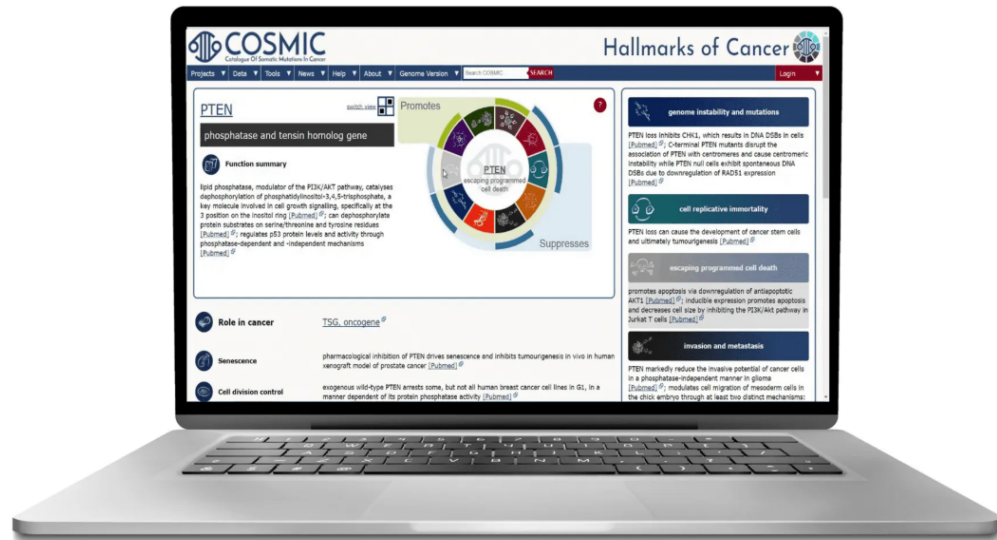 COSMIC
Catalogue Of Somatic Mutations In Cancer
Hallmarks of Cancer
Projects Data Tools News Help About Genome Version Search COSMIC SEARCH Login
PTEN
switch view
phosphatase and tensin homolog gene
Function summary
lipid phosphatase, modulator of the PI3K/AKT pathway, catalyses
dephosphorylation of phosphatidylinositol-3,4,5-trisphosphate, a
key molecule involved in cell growth signalling, specifically at the
3 position on the inositol ring [Pubmed]; can dephosphorylate
protein substrates on serine/threonine and tyrosine residues
[Pubmed]; regulates p53 protein levels and activity through
phosphatase-dependent and -independent mechanisms
[Pubmed]
Promotes
?
PTEN
escaping programmed
cell death
Suppresses
Role in cancer
TSG, oncogene
Senescence
pharmacological inhibition of PTEN drives senescence and inhibits tumourigenesis in vivo in human
xenograft model of prostate cancer [Pubmed]
Cell division control
exogenous wild-type PTEN arrests some, but not all human breast cancer cell lines in G1, in a
manner dependent of its protein phosphatase activity [Pubmed]
genome instability and mutations
PTEN loss inhibits CHK1, which results in DNA DSBs in cells
[Pubmed]; C-terminal PTEN mutants disrupt the
association of PTEN with centromeres and cause centromeric
instability while PTEN null cells exhibit spontaneous DNA
DSBs due to downregulation of RAD51 expression
[Pubmed]
cell replicative immortality
PTEN loss can cause the development of cancer stem cells
and ultimately tumourigenesis [Pubmed]
escaping programmed cell death
promotes apoptosis via downregulation of antiapoptotic
AKT1 [Pubmed]; inducible expression promotes apoptosis
and decreases cell size by inhibiting the PI3K/Akt pathway in
Jurkat T cells [Pubmed]
invasion and metastasis
PTEN markedly reduce the invasive potential of cancer cells
in a phosphatase-independent manner in glioma
[Pubmed]; modulates cell migration of mesoderm cells in
the chick embryo through at least two distinct mechanisms: